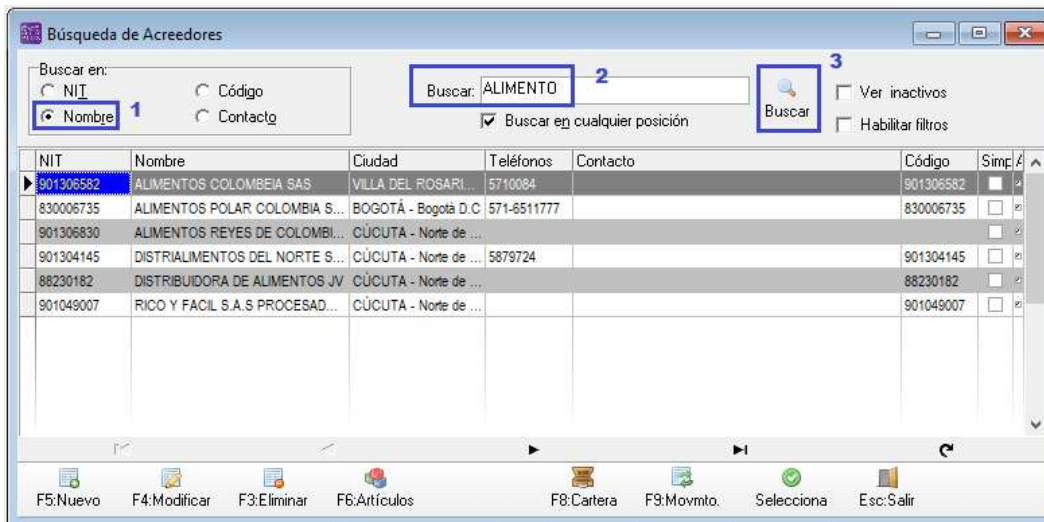 Búsqueda de Acreedores
Buscar en:
NIT
Código
Nombre
1
Contacto
Buscar: ALIMENTO
2
Buscar en cualquier posición
3
Buscar
Ver inactivos
Habilitar filtros
NIT Nombre Ciudad Teléfonos Contacto Código Simp A
901306582 ALIMENTOS COLOMBEIA SAS VILLA DEL ROSARI... 5710084 901306582
830006735 ALIMENTOS POLAR COLOMBIA S... BOGOTÁ - Bogotà D.C 571-6511777 830006735
901306830 ALIMENTOS REYES DE COLOMBI... CÚCUTA - Norte de ...
901304145 DISTRIALIMENTOS DEL NORTE S... CÚCUTA - Norte de ... 5879724 901304145
88230182 DISTRIBUIDORA DE ALIMENTOS JV CÚCUTA - Norte de ... 88230182
901049007 RICO Y FACIL S.A.S PROCESAD... CÚCUTA - Norte de ... 901049007
F5:Nuevo F4:Modificar F3:Eliminar F6:Artículos F8:Cartera F9:Movmto. Selecciona Esc:Salir